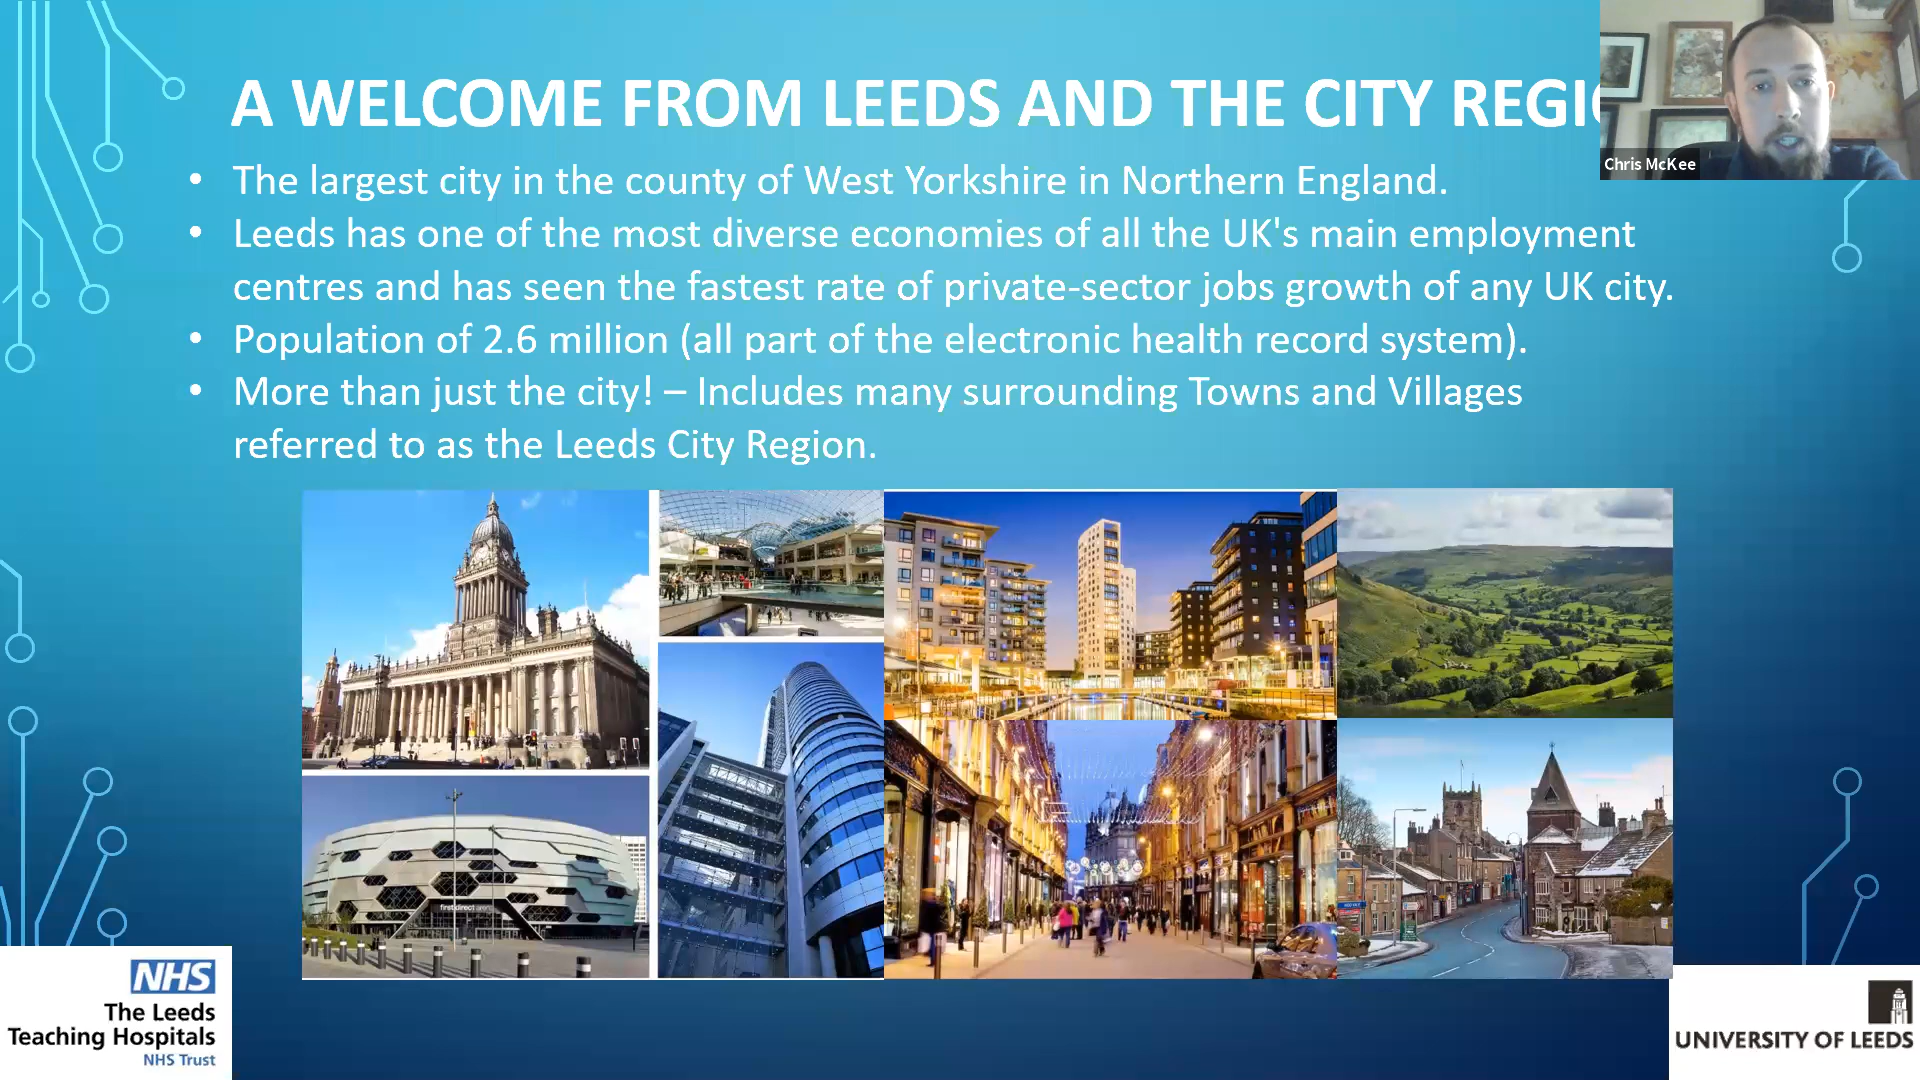 A WELCOME FROM LEEDS AND THE CITY
Chris McKee
• The largest city in the county of West Yorkshire in Northern England.
• Leeds has one of the most diverse economies of all the UK's main employment
centres and has seen the fastest rate of private-sector jobs growth of any UK city.
• Population of 2.6 million (all part of the electronic health record system).
• More than just the city! – Includes many surrounding Towns and Villages
referred to as the Leeds City Region.
first direct arena
NHS
The Leeds
Teaching Hospitals
NHS Trust
UNIVERSITY OF LEEDS